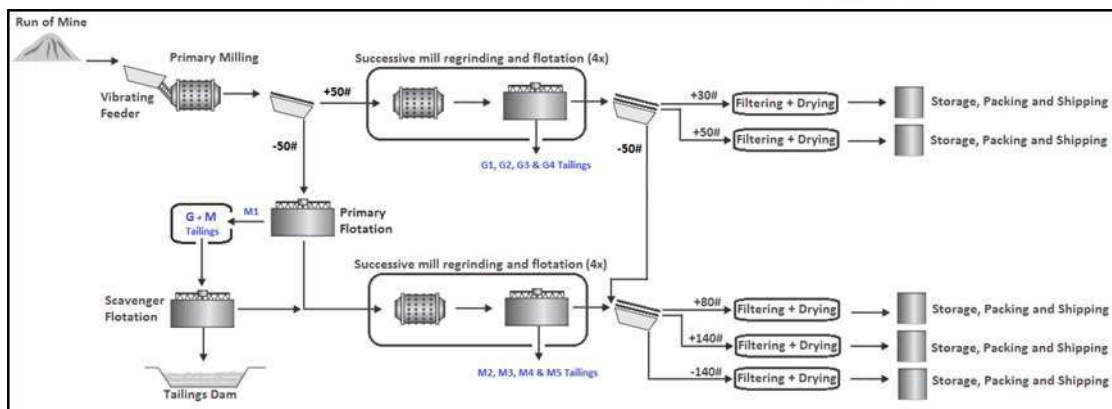 Run of Mine
Primary Milling
Vibrating
Feeder
+50#
-50#
Successive mill regrinding and flotation (4x)
G1, G2, G3 & G4 Tailings
-50#
+30#
Filtering + Drying
Storage, Packing and Shipping
+50#
Filtering + Drying
Storage, Packing and Shipping
G + M
Tailings
M1
Primary
Flotation
Scavenger
Flotation
Tailings Dam
Successive mill regrinding and flotation (4x)
M2, M3, M4 & M5 Tailings
+80#
Filtering + Drying
Storage, Packing and Shipping
+140#
Filtering + Drying
Storage, Packing and Shipping
-140#
Filtering + Drying
Storage, Packing and Shipping